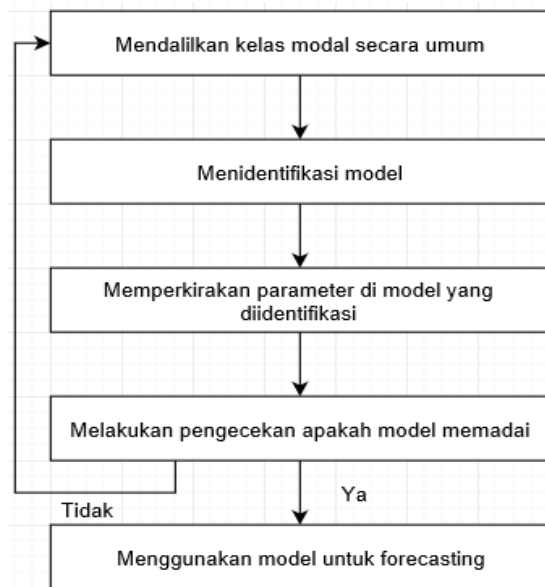 Mendalilkan kelas modal secara umum
Menidentifikasi model
Memperkirakan parameter di model yang
diidentifikasi
Melakukan pengecekan apakah model memadai
Ya
Tidak
Menggunakan model untuk forecasting